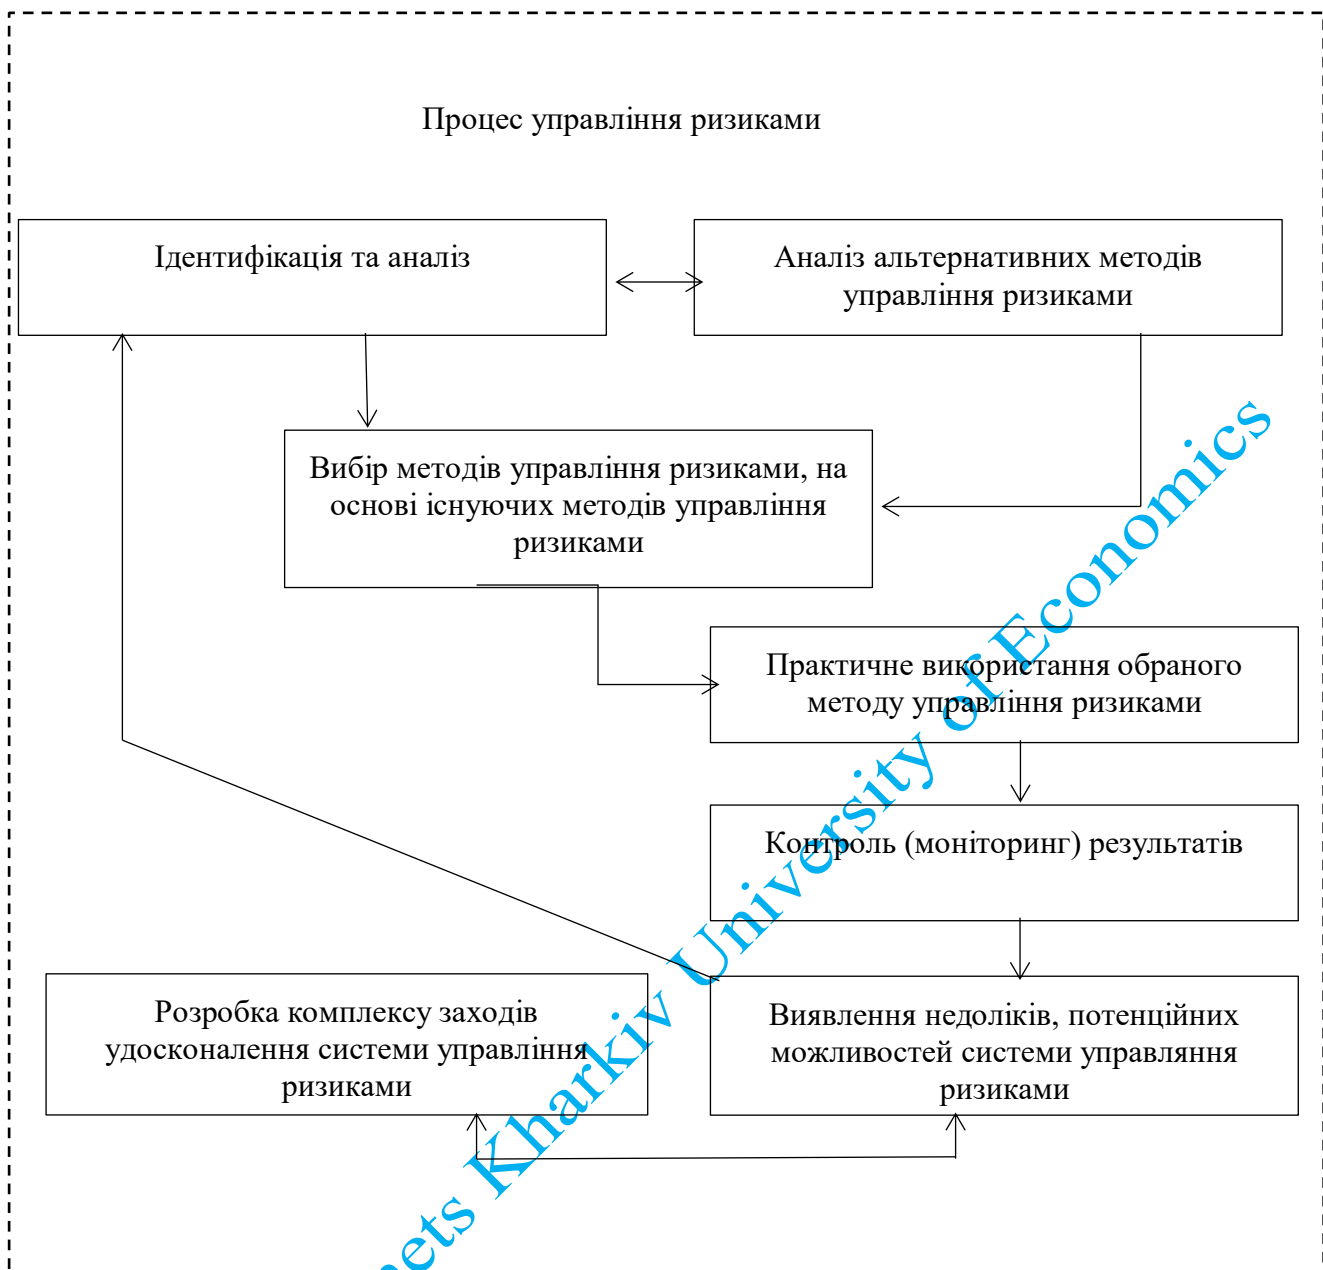 Процес управління ризиками
Ідентифікація та аналіз
Аналіз альтернативних методів
управління ризиками
Вибір методів управління ризиками, на
основі існуючих методів управління
ризиками
Практичне використання обраного
методу управління ризиками
Контроль (моніторинг) результатів
Розробка комплексу заходів
удосконалення системи управління
ризиками
Виявлення недоліків, потенційних
можливостей системи управляння
ризиками
nets Kharkiv University of Economics